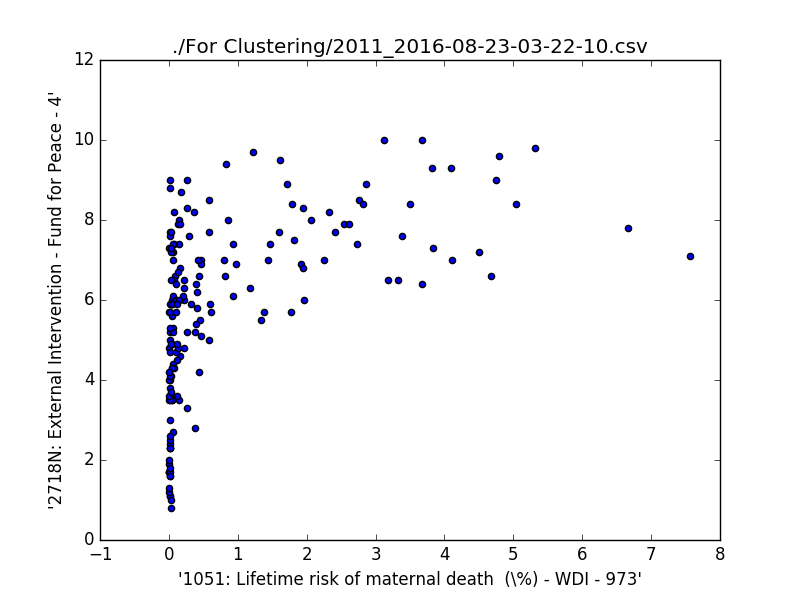 ./For Clustering/2011_2016-08-23-03-22-10.csv
12
10
8
6
4
2
0
'2718N: External Intervention - Fund for Peace - 4'
−1 0 1 2 3 4 5 6 7 8
'1051: Lifetime risk of maternal death (\%) - WDI - 973'